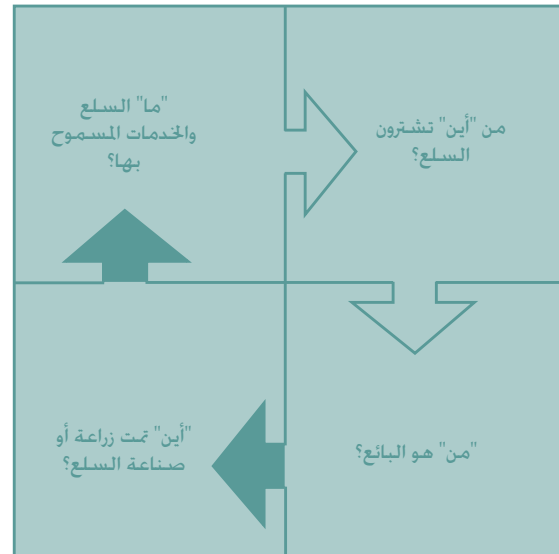 "ما" السلع
والخدمات المسموح
بها؟
من "أين" تشترون
السلع؟
"من" هو البائع؟
"أين" تمت زراعة أو
صناعة السلع؟